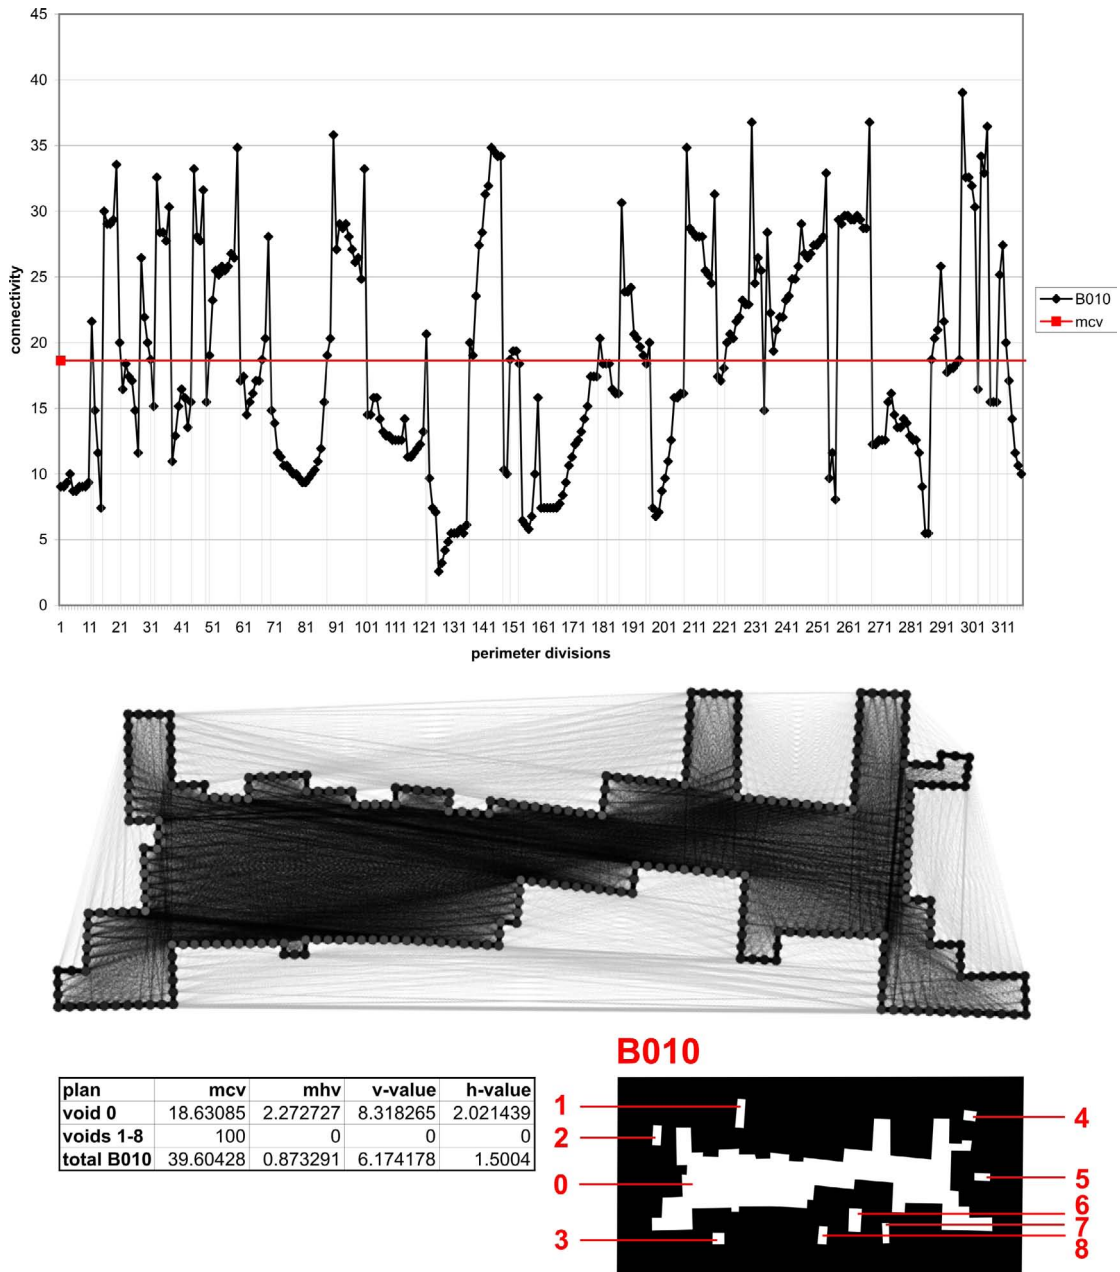 45
40
35
30
25
20
15
10
5
0
connectivity
1 11 21 31 41 51 61 71 81 91 101 111 121 131 141 151 161 171 181 191 201 211 221 231 241 251 261 271 281 291 301 311
perimeter divisions
B010
mcv
B010
plan mcv mhv v-value h-value
void 0 18.63085 2.272727 8.318265 2.021439
voids 1-8 100 0 0 0
total B010 39.60428 0.873291 6.174178 1.5004
1
2
0
3
4
5
6
7
8